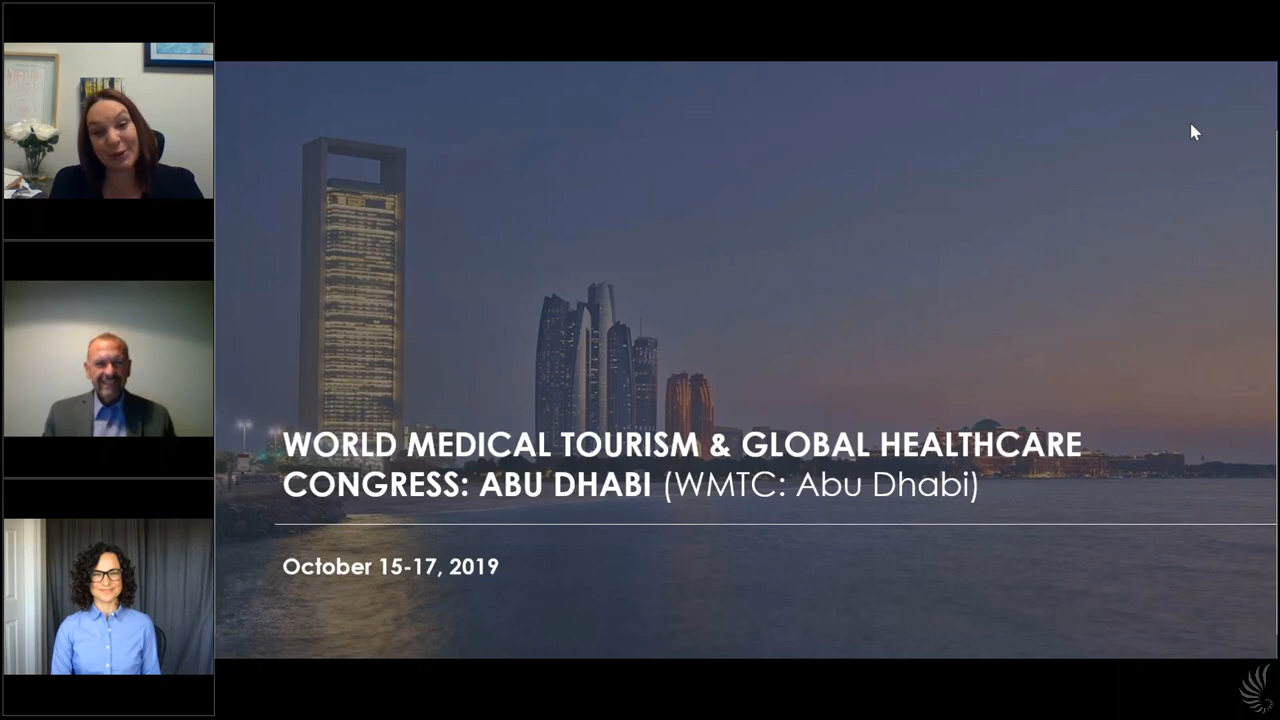 WORLD MEDICAL TOURISM & GLOBAL HEALTHCARE
CONGRESS: ABU DHABI (WMTC: Abu Dhabi)
October 15-17, 2019